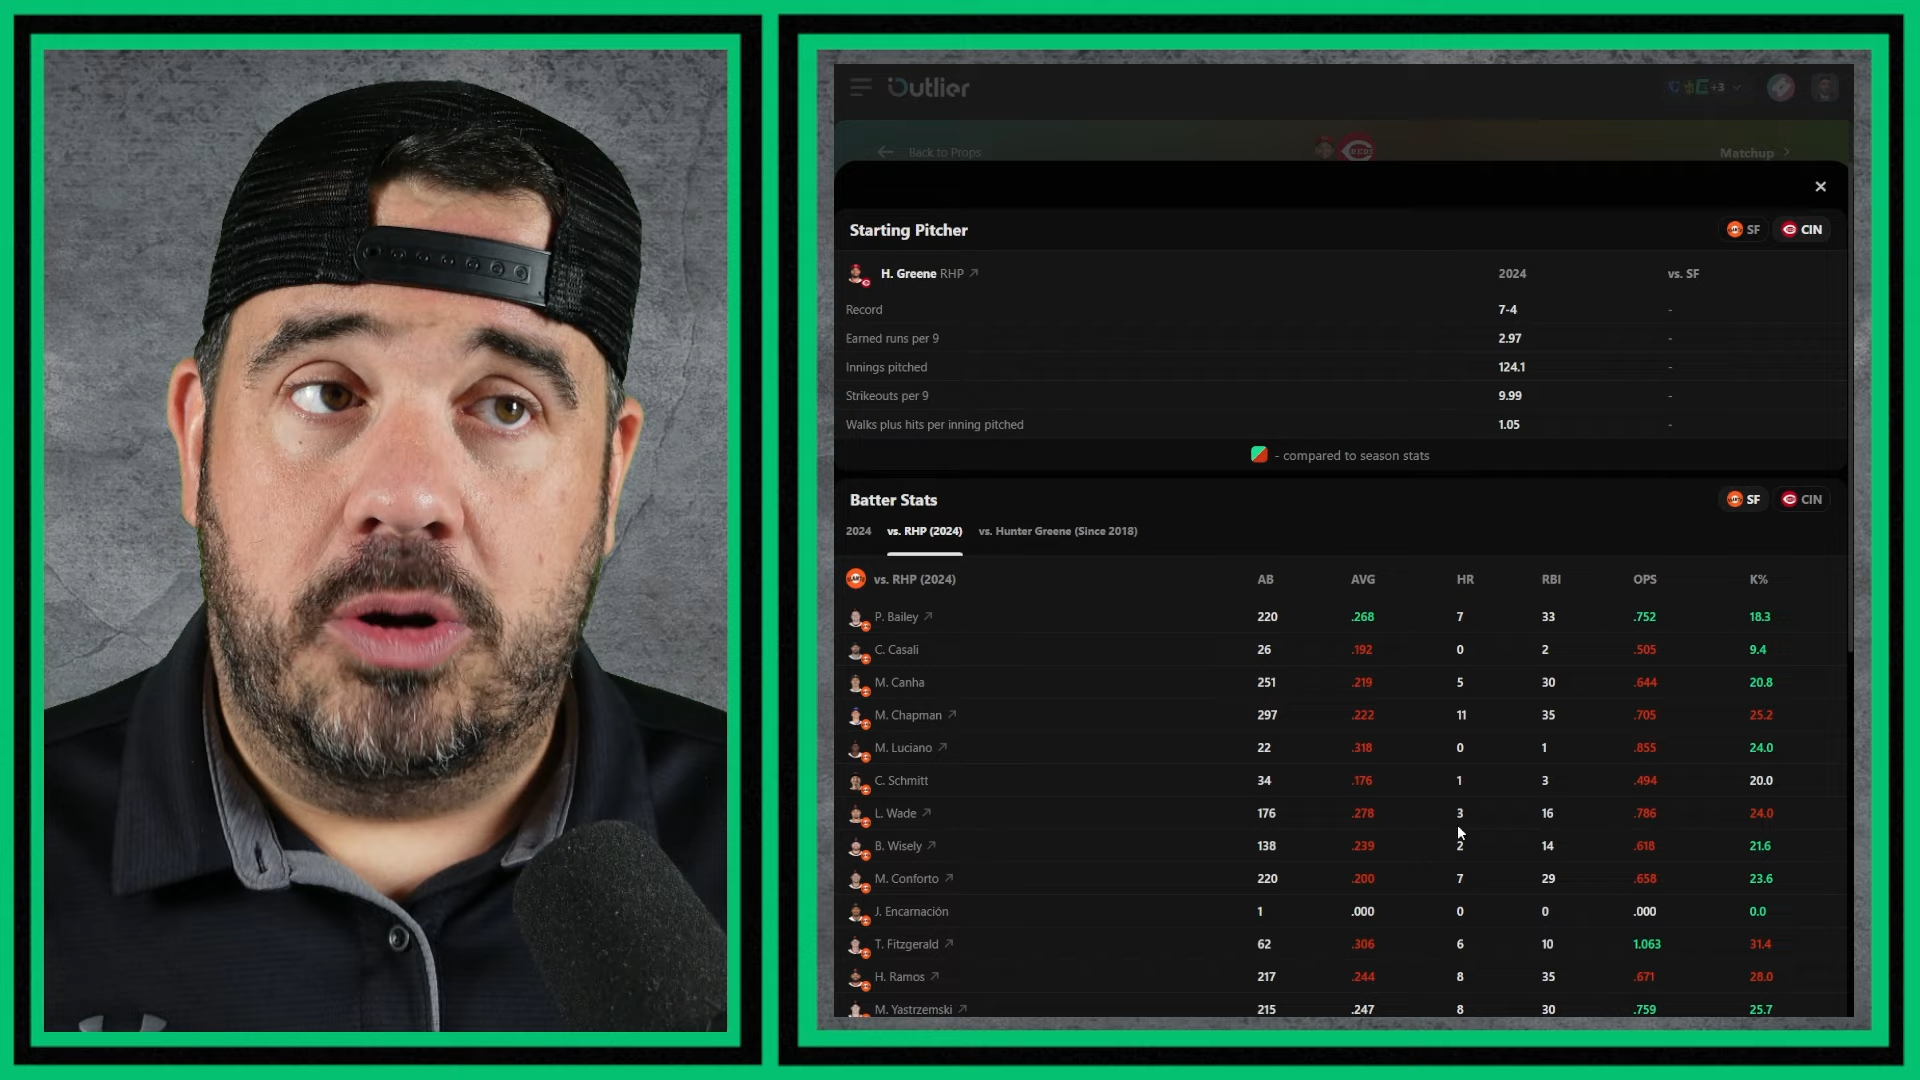 Outlier
+3
Back to Props
REDS
Matchup
Starting Pitcher
SF CIN
H. Greene RHP 2024 vs. SF
Record 7-4 -
Earned runs per 9 2.97 -
Innings pitched 124.1 -
Strikeouts per 9 9.99 -
Walks plus hits per inning pitched 1.05 -
- compared to season stats
Batter Stats
SF CIN
2024 vs. RHP (2024) vs. Hunter Greene (Since 2018)
vs. RHP (2024) AB AVG HR RBI OPS K%
P. Bailey 220 .268 7 33 .752 18.3
C. Casali 26 .192 0 2 .505 9.4
M. Canha 251 .219 5 30 .644 20.8
M. Chapman 297 .222 11 35 .705 25.2
M. Luciano 22 .318 0 1 .855 24.0
C. Schmitt 34 .176 1 3 .494 20.0
L. Wade 176 .278 3 16 .786 24.0
B. Wisely 138 .239 2 14 .618 21.6
M. Conforto 220 .200 7 29 .658 23.6
J. Encarnación 1 .000 0 0 .000 0.0
T. Fitzgerald 62 .306 6 10 1.063 31.4
H. Ramos 217 .244 8 35 .671 28.0
M. Yastrzemski 215 .247 8 30 .759 25.7